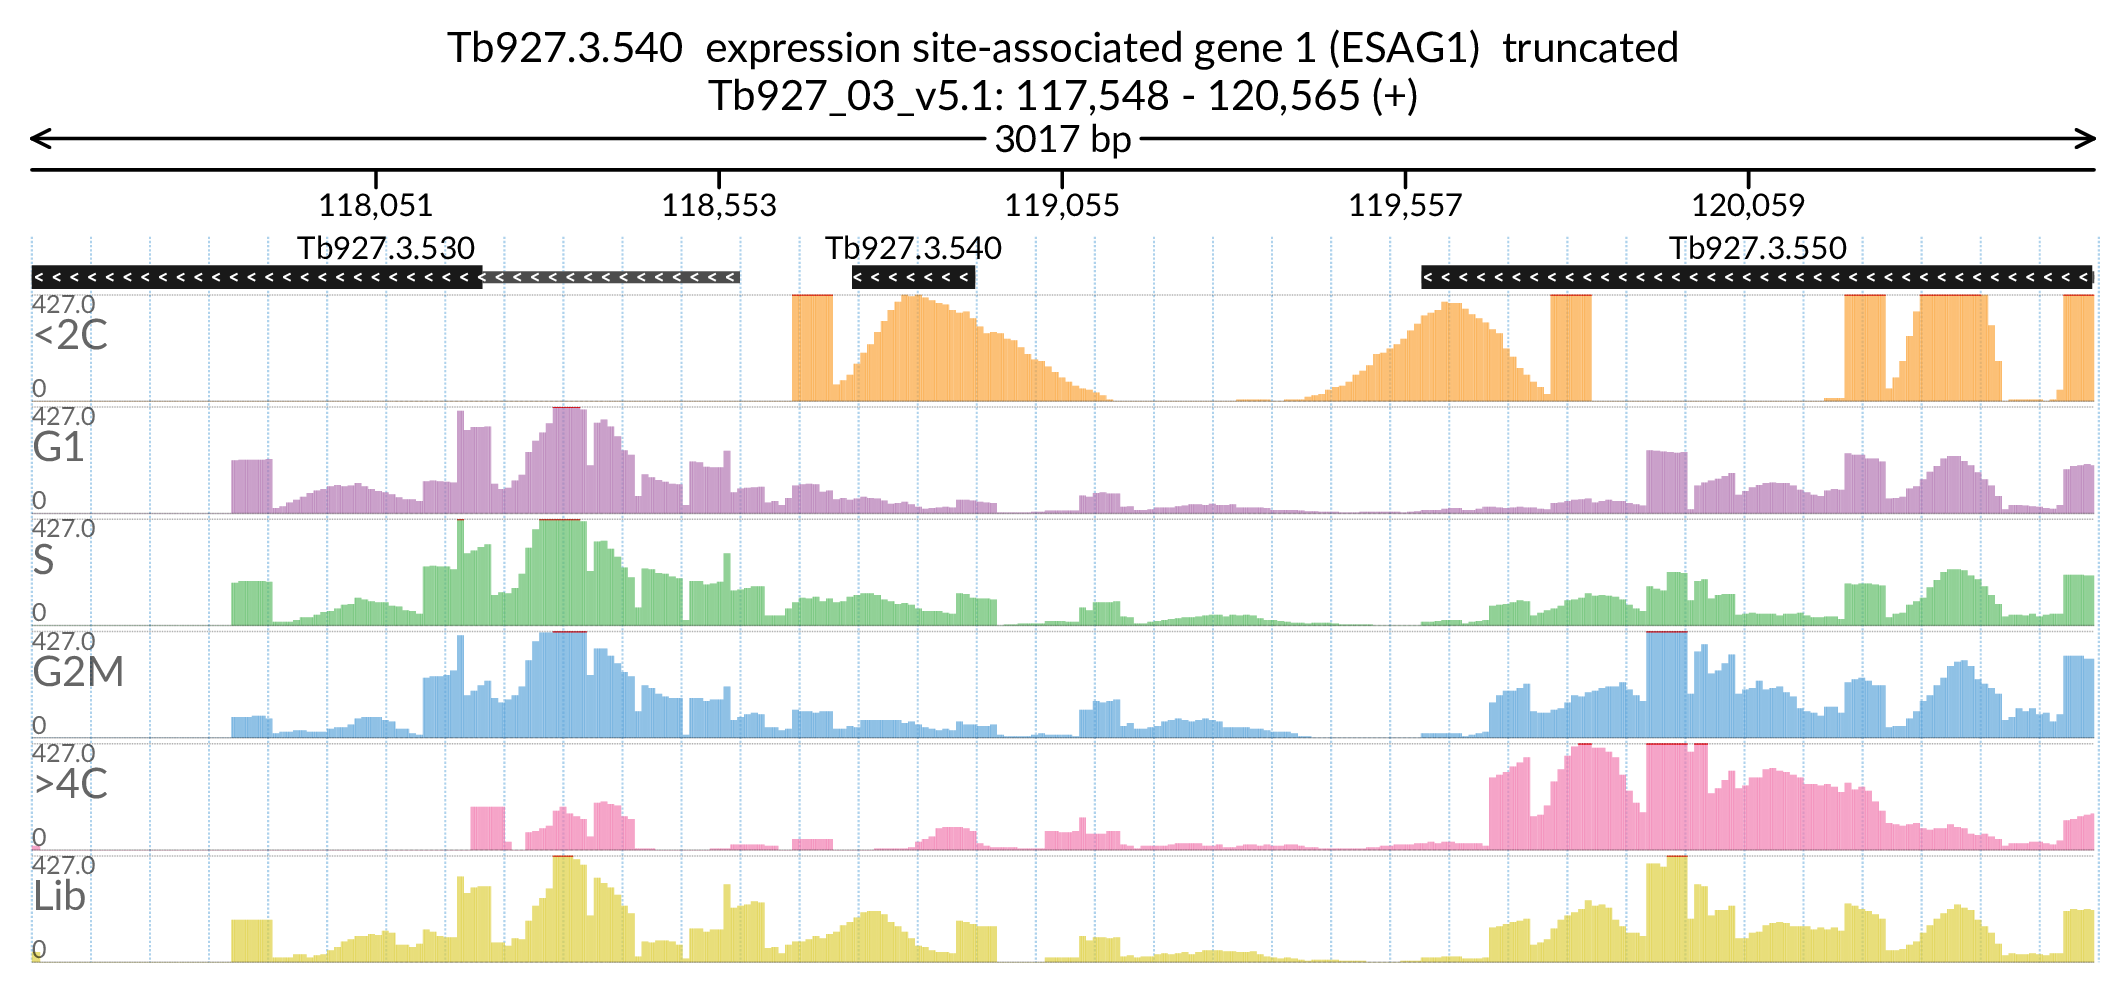 Tb927.3.540  expression site-associated gene 1 (ESAG1)  truncated
Tb927_03_v5.1: 117,548 - 120,565 (+)
3017 bp
118,051 118,553 119,055 119,557 120,059
Tb927.3.530 Tb927.3.540 Tb927.3.550
427.0
<2C
0
427.0
G1
0
427.0
S
0
427.0
G2M
0
427.0
>4C
0
427.0
Lib
0